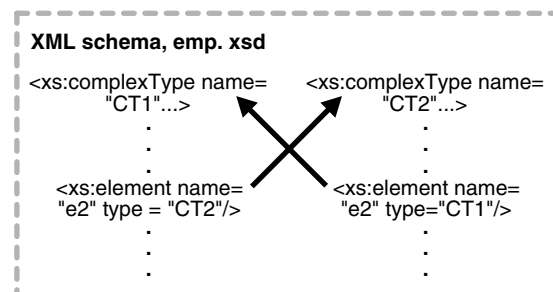 XML schema, emp. xsd
<xs:complexType name=
"CT1"...>
.
.
.
<xs:element name=
"e2" type = "CT2"/>
.
.
.
<xs:complexType name=
"CT2"...>
.
.
.
<xs:element name=
"e2" type="CT1"/>
.
.
.